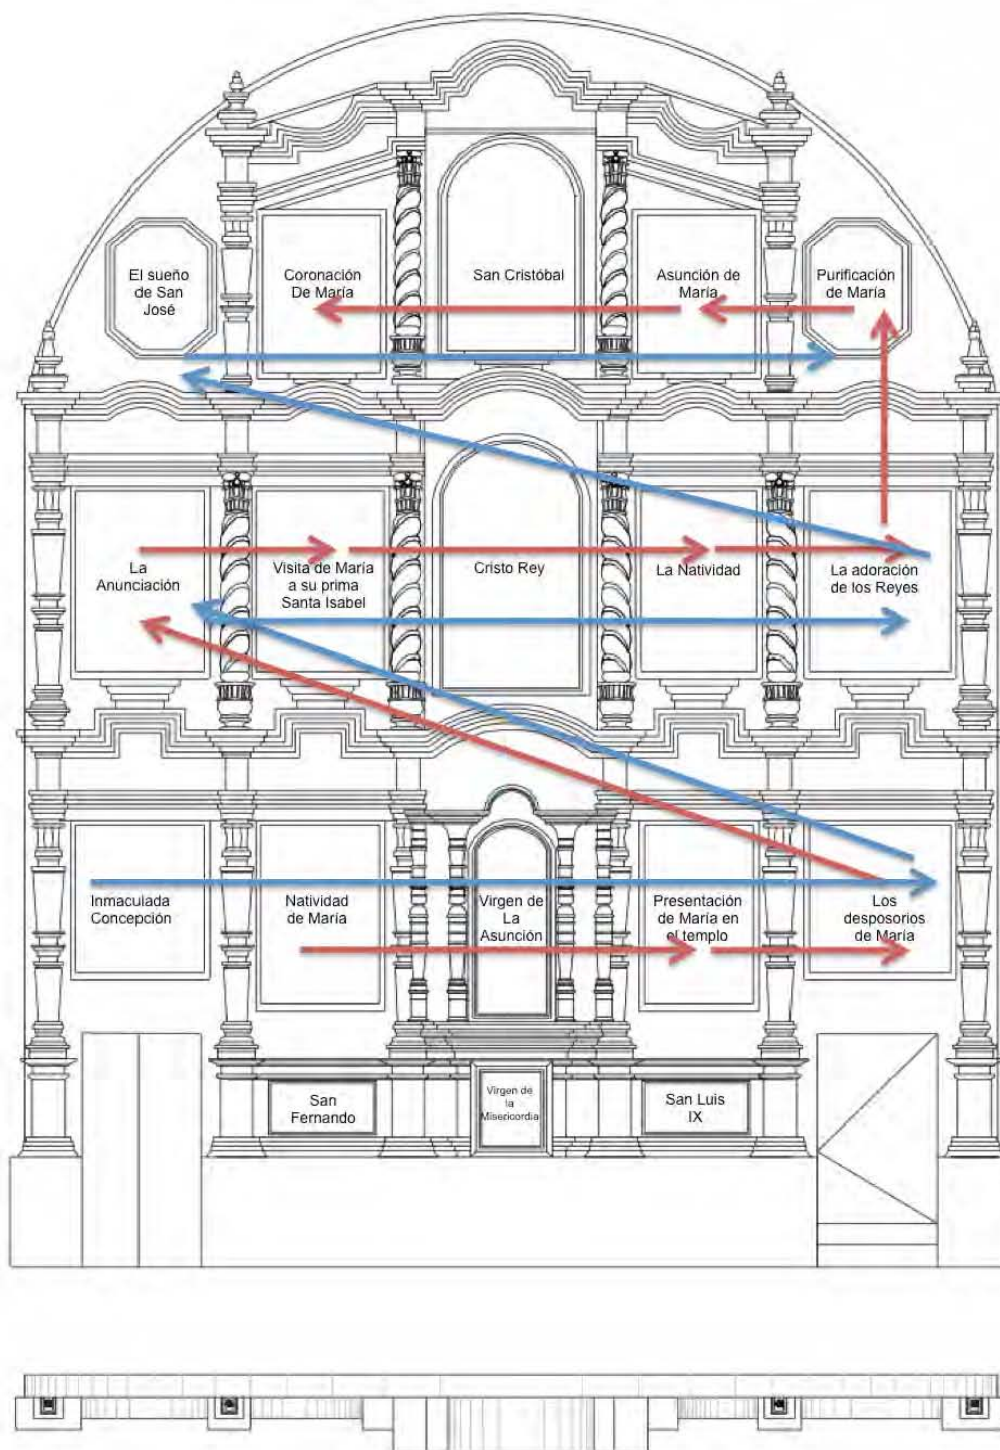 El sueño
de San
José
Coronación
De María
San Cristóbal
Asunción de
María
Purificación
de María
La
Anunciación
Visita de María
a su prima
Santa Isabel
Cristo Rey
La Natividad
La adoración
de los Reyes
Inmaculada
Concepción
Natividad
de María
Virgen de
La
Asunción
Presentación
de María en
el templo
Los
desposorios
de María
San
Fernando
Virgen de
la
Misericordia
San Luis
IX